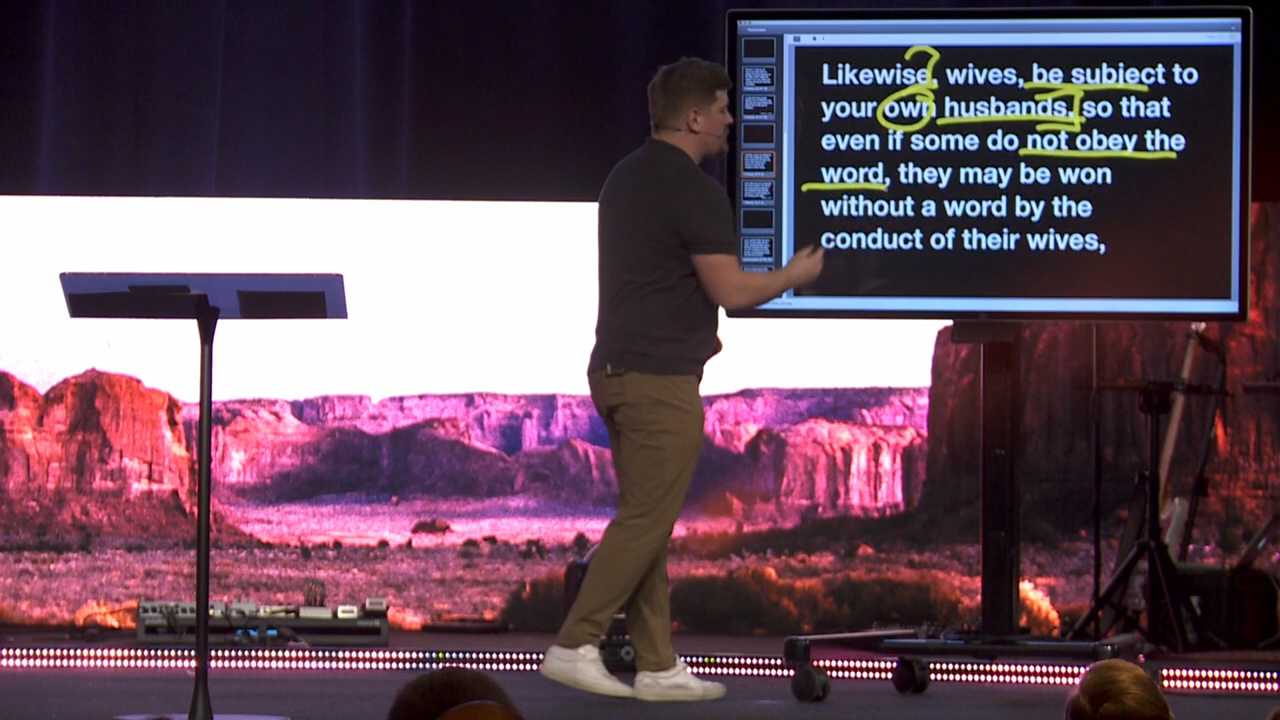 Likewise, wives, be subject to
your own husbands, so that
even if some do not obey the
word, they may be won
without a word by the
conduct of their wives,